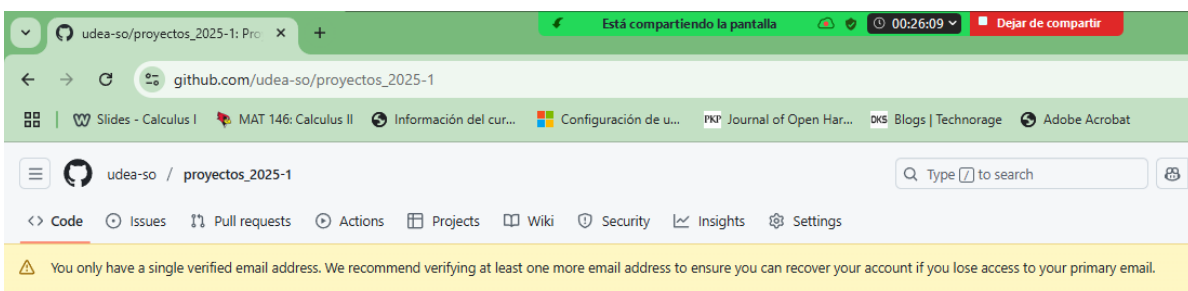 udea-so/proyectos_2025-1: Pro
Está compartiendo la pantalla
00:26:09
Dejar de compartir
github.com/udea-so/proyectos_2025-1
Slides - Calculus I
MAT 146: Calculus II
Información del cur...
Configuración de u...
PKP
Journal of Open Har...
DKS
Blogs | Technorage
Adobe Acrobat
udea-so / proyectos_2025-1
Type / to search
<> Code
Issues
Pull requests
Actions
Projects
Wiki
Security
Insights
Settings
You only have a single verified email address. We recommend verifying at least one more email address to ensure you can recover your account if you lose access to your primary email.